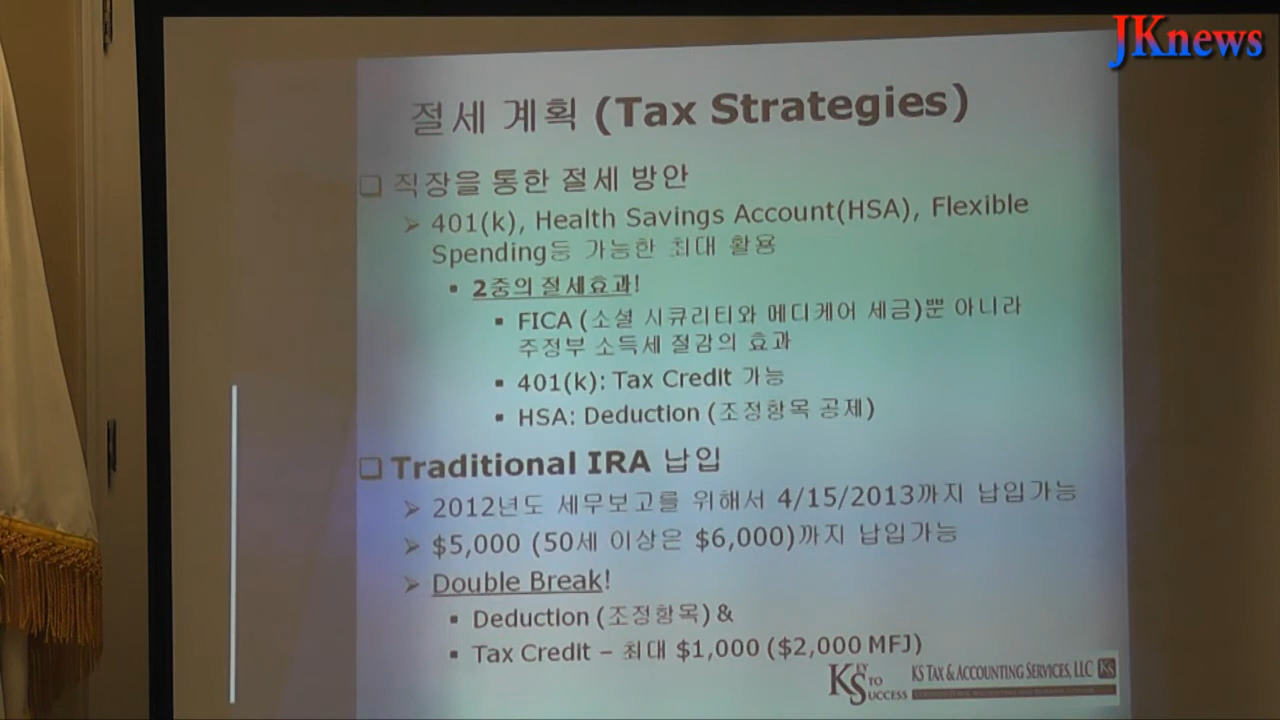 JKnews
절세 계획 (Tax Strategies)
❑ 직장을 통한 절세 방안
➢ 401(k), Health Savings Account(HSA), Flexible
Spending등 가능한 최대 활용
▪ 2중의 절세효과!
▪ FICA (소셜 시큐리티와 메디케어 세금)뿐 아니라
주정부 소득세 절감의 효과
▪ 401(k): Tax Credit 가능
▪ HSA: Deduction (조정항목 공제)
❑ Traditional IRA 납입
➢ 2012년도 세무보고를 위해서 4/15/2013까지 납입가능
➢ $5,000 (50세 이상은 $6,000)까지 납입가능
➢ Double Break!
▪ Deduction (조정항목) &
▪ Tax Credit – 최대 $1,000 ($2,000 MFJ)
KEY TO SUCCESS
KS TAX & ACCOUNTING SERVICES, LLC KS